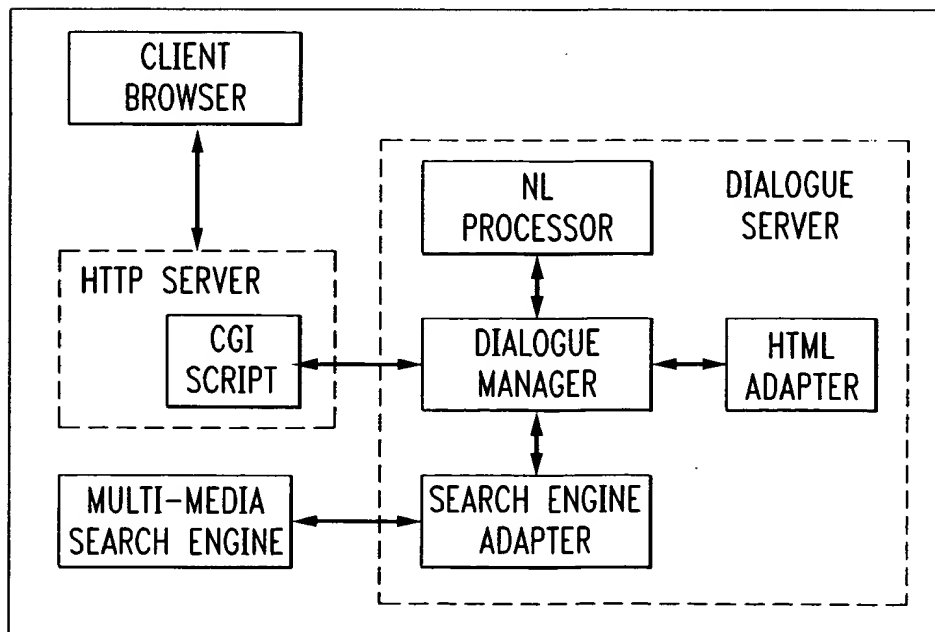 CLIENT
BROWSER
NL
PROCESSOR
DIALOGUE
SERVER
HTTP SERVER
CGI
SCRIPT
DIALOGUE
MANAGER
HTML
ADAPTER
MULTI-MEDIA
SEARCH ENGINE
SEARCH ENGINE
ADAPTER